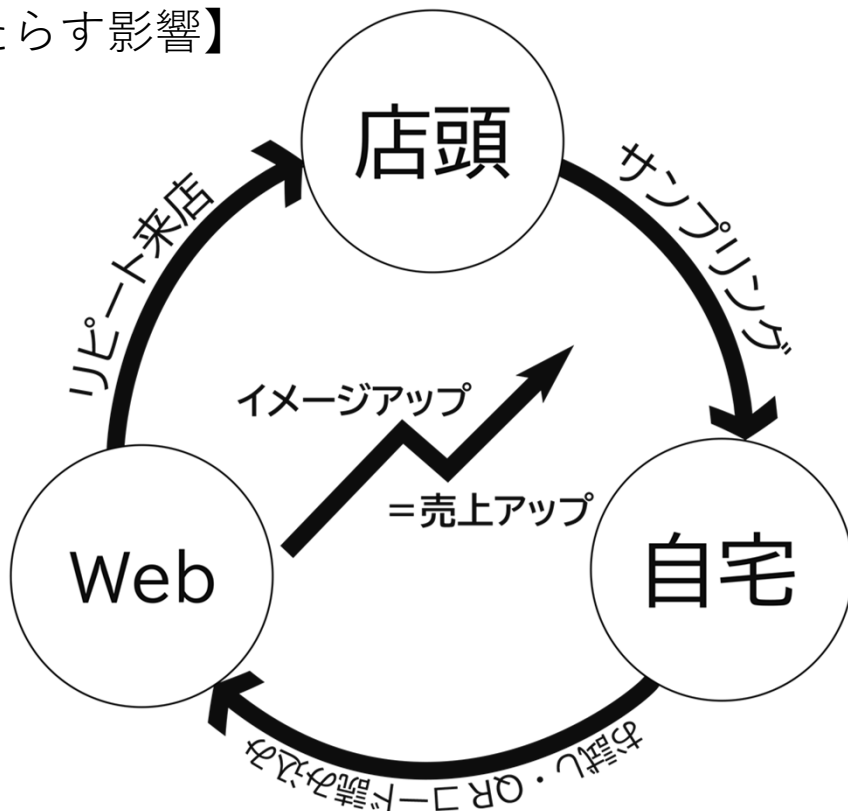 たらす影響】
店頭
サンプリング
リピート来店
イメージアップ
＝売上アップ
Web
自宅
お試し・QRコード読み込み